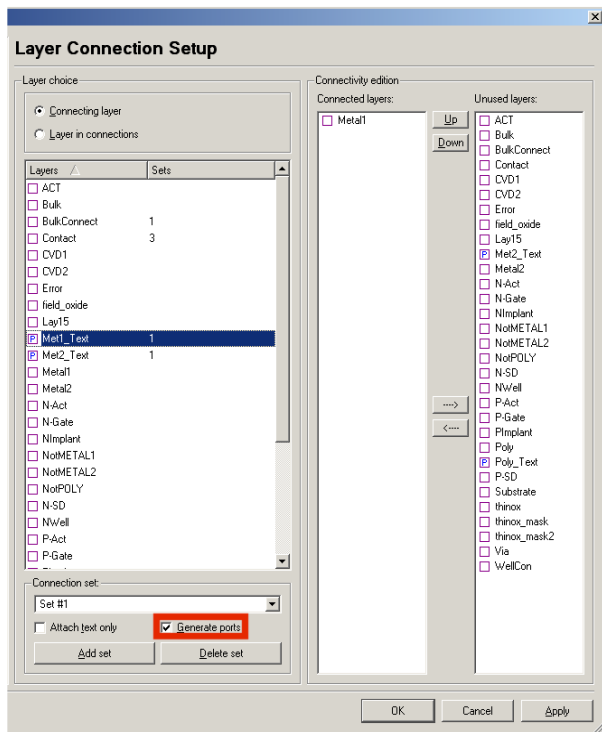 Layer Connection Setup
Layer choice
Connecting layer
Layer in connections
Layers Sets
ACT
Bulk
BulkConnect 1
Contact 3
CVD1
CVD2
Error
field_oxide
Lay15
P Met1_Text 1
P Met2_Text 1
Metal1
Metal2
N-Act
N-Gate
NImplant
NotMETAL1
NotMETAL2
NotPOLY
N-SD
NWell
P-Act
P-Gate
Connection set:
Set #1
Attach text only Generate ports
Add set Delete set
Connectivity edition
Connected layers:
Metal1
Up
Down
---->
<----
Unused layers:
ACT
Bulk
BulkConnect
Contact
CVD1
CVD2
Error
field_oxide
Lay15
P Met2_Text
Metal2
N-Act
N-Gate
NImplant
NotMETAL1
NotMETAL2
NotPOLY
N-SD
NWell
P-Act
P-Gate
PImplant
Poly
P Poly_Text
P-SD
Substrate
thinox
thinox_mask
thinox_mask2
Via
WellCon
OK Cancel Apply